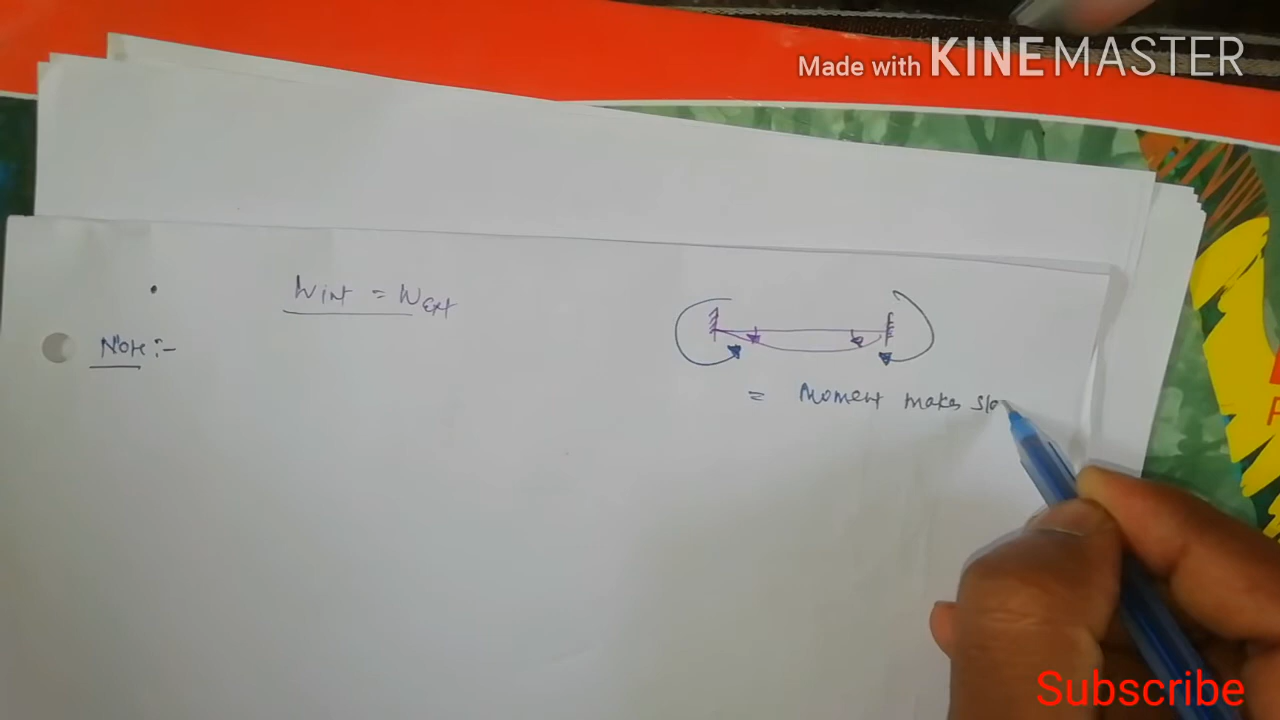 Made with KINEMASTER
Wint = WExt
Note :-
= Moment makes slo
Subscribe